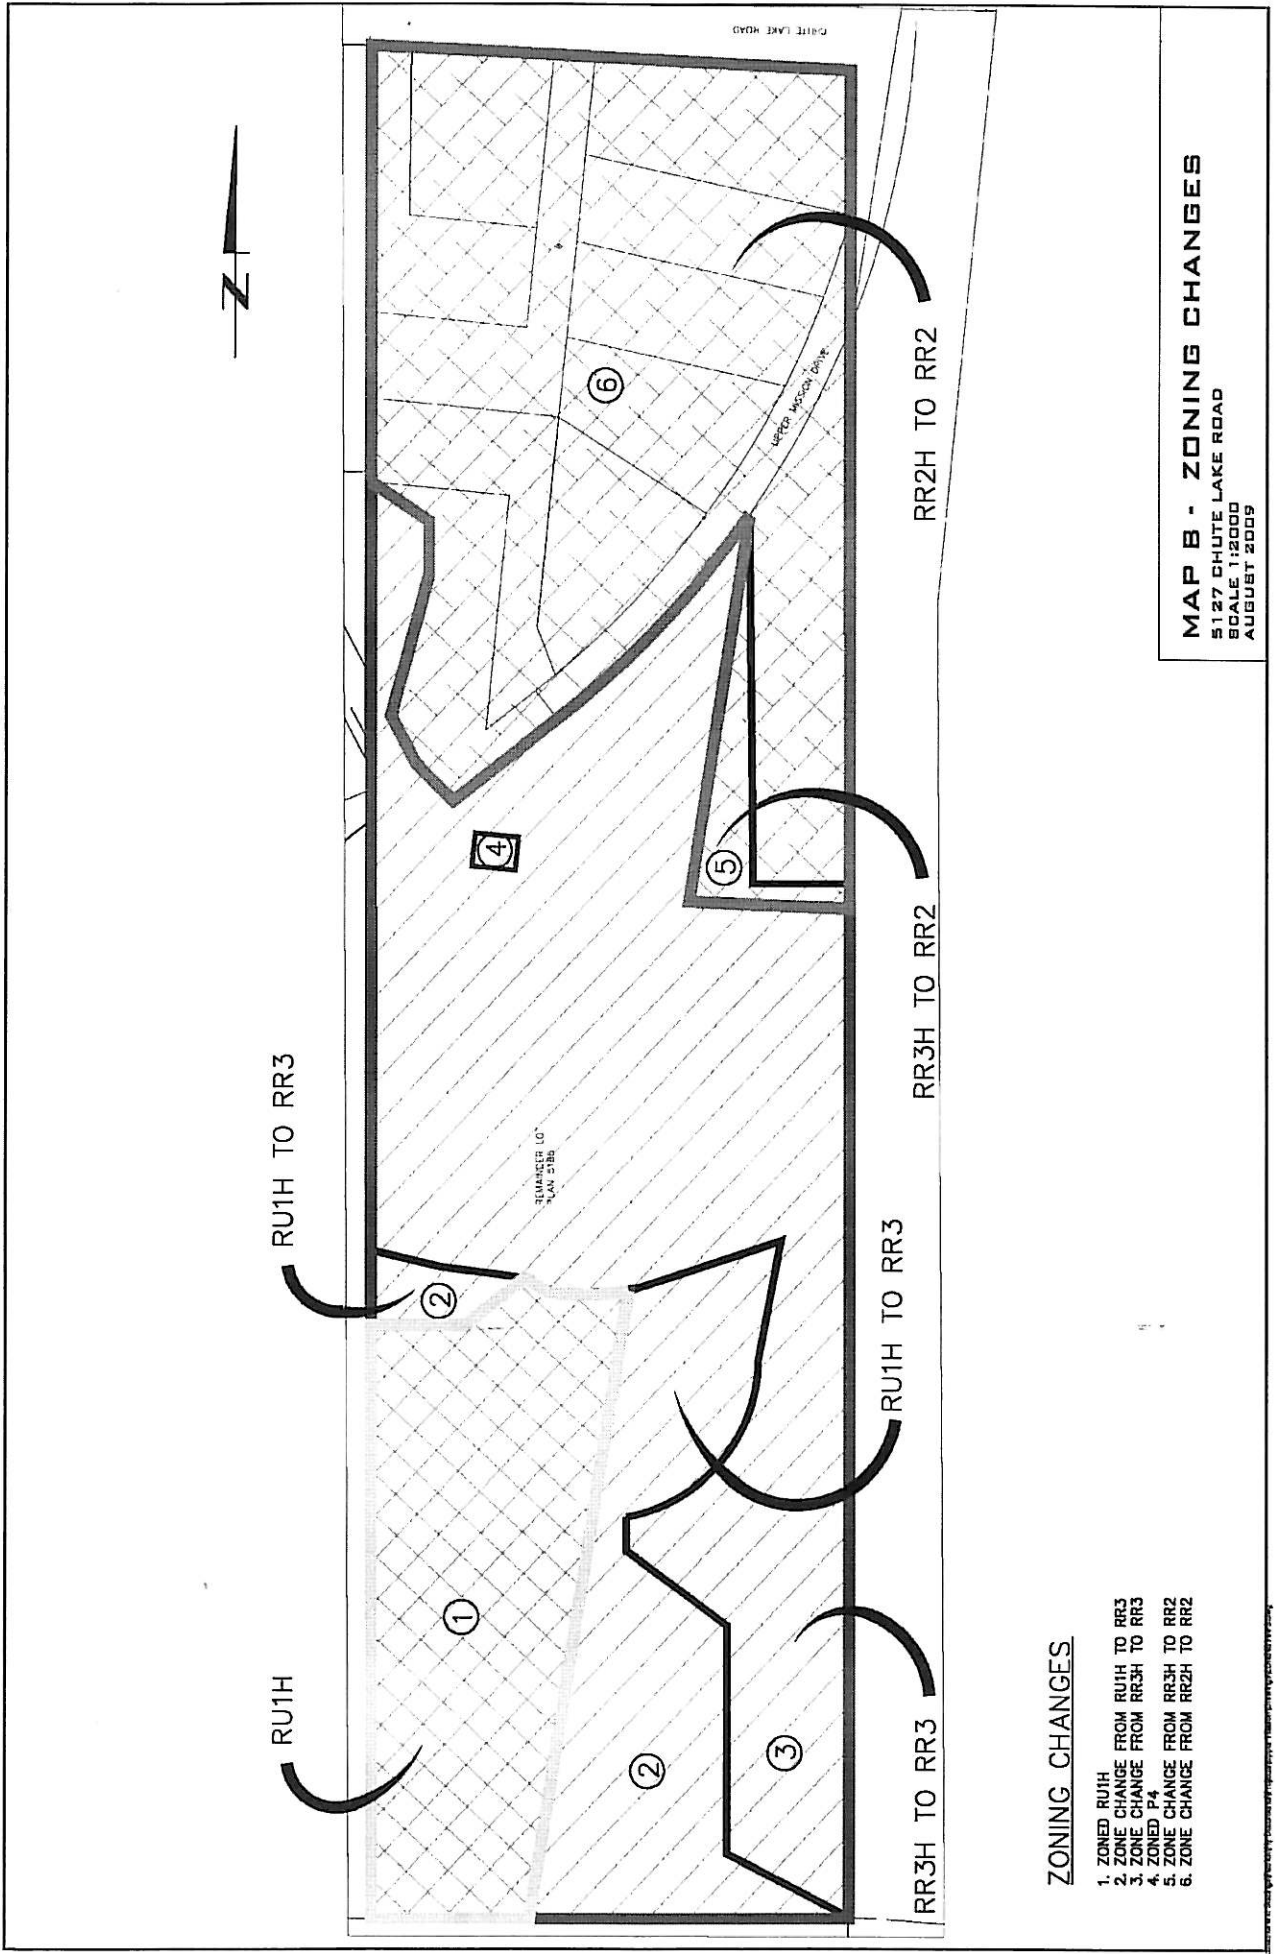 CHUTE LAKE ROAD
N
RU1H
RU1H TO RR3
1
2
REMAINDER LOT
PLAN 5186
4
6
UPPER MISSION DRIVE
2
3
5
RR3H TO RR3
RU1H TO RR3
RR3H TO RR2
RR2H TO RR2
ZONING CHANGES
1. ZONED RU1H
2. ZONE CHANGE FROM RU1H TO RR3
3. ZONE CHANGE FROM RR3H TO RR3
4. ZONED P4
5. ZONE CHANGE FROM RR3H TO RR2
6. ZONE CHANGE FROM RR2H TO RR2
MAP B - ZONING CHANGES
5127 CHUTE LAKE ROAD
SCALE 1:2000
AUGUST 2009